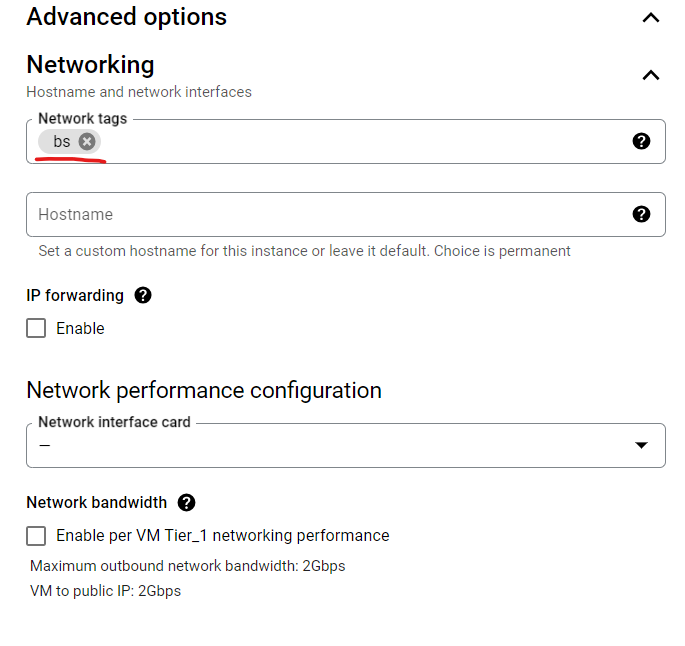 Advanced options
Networking
Hostname and network interfaces
Network tags
bs
Hostname
Set a custom hostname for this instance or leave it default. Choice is permanent
IP forwarding
Enable
Network performance configuration
Network interface card
–
Network bandwidth
Enable per VM Tier_1 networking performance
Maximum outbound network bandwidth: 2Gbps
VM to public IP: 2Gbps